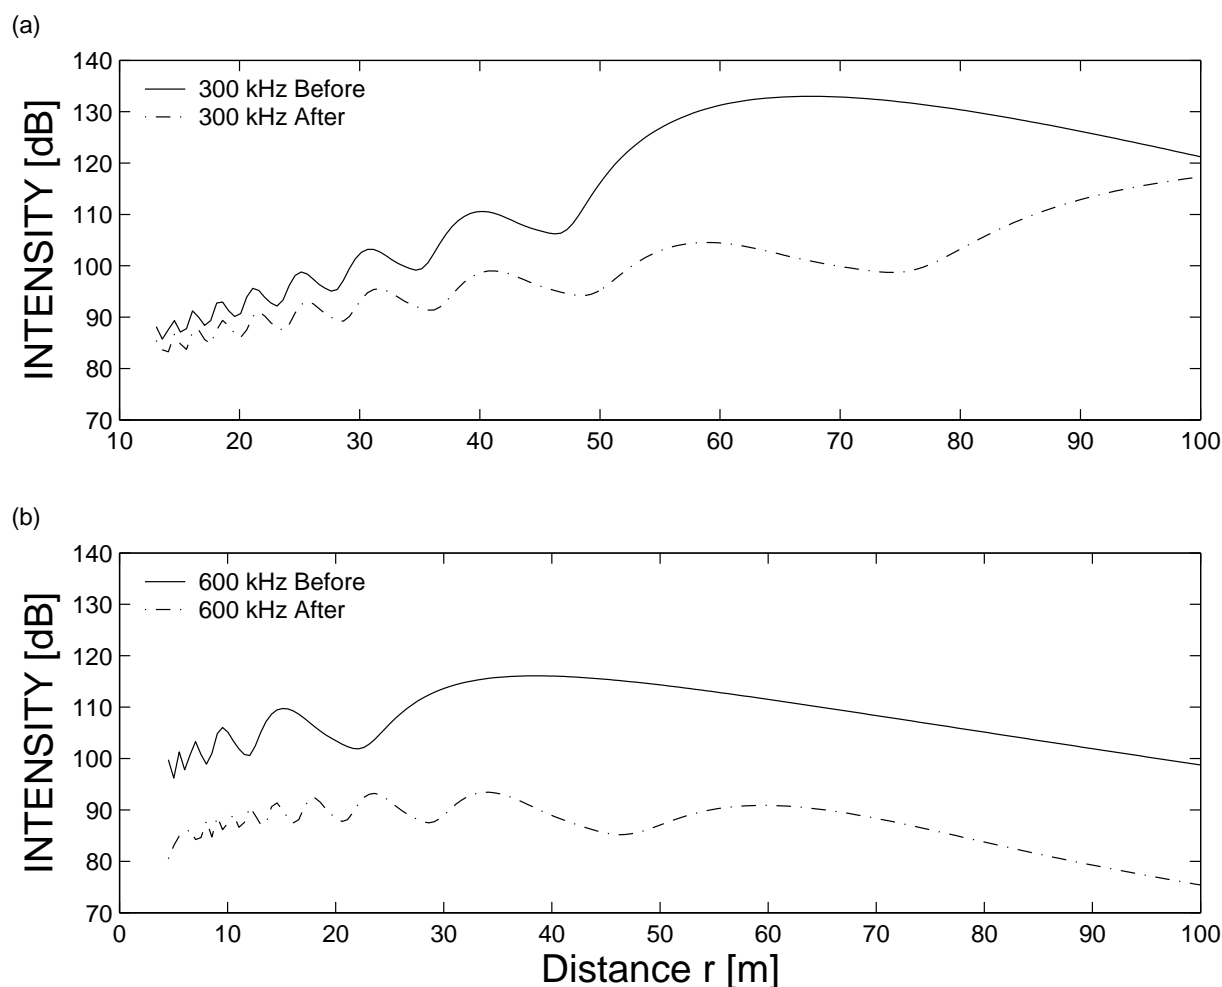 (a)
140
130
120
110
100
90
80
70
INTENSITY [dB]
300 kHz Before
300 kHz After
10 20 30 40 50 60 70 80 90 100
(b)
140
130
120
110
100
90
80
70
INTENSITY [dB]
600 kHz Before
600 kHz After
0 10 20 30 40 50 60 70 80 90 100
Distance r [m]